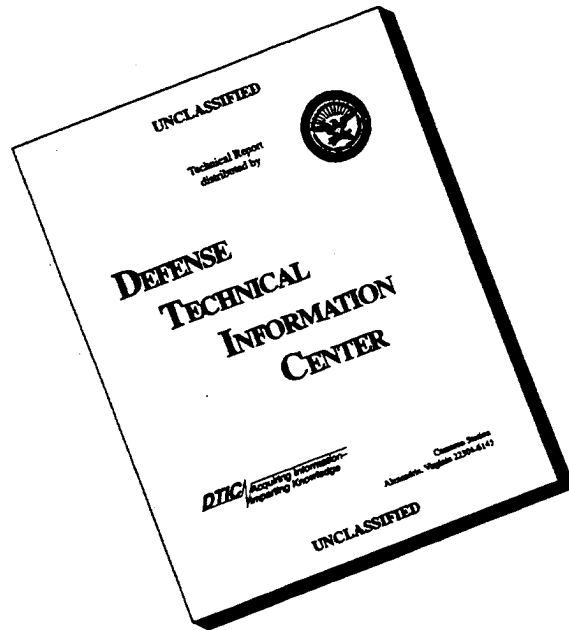 UNCLASSIFIED
Technical Report
distributed by
DEFENSE
TECHNICAL
INFORMATION
CENTER
DTIC
Acquiring Information-
Imparting Knowledge
Cameron Station
Alexandria, Virginia 22304-6145
UNCLASSIFIED